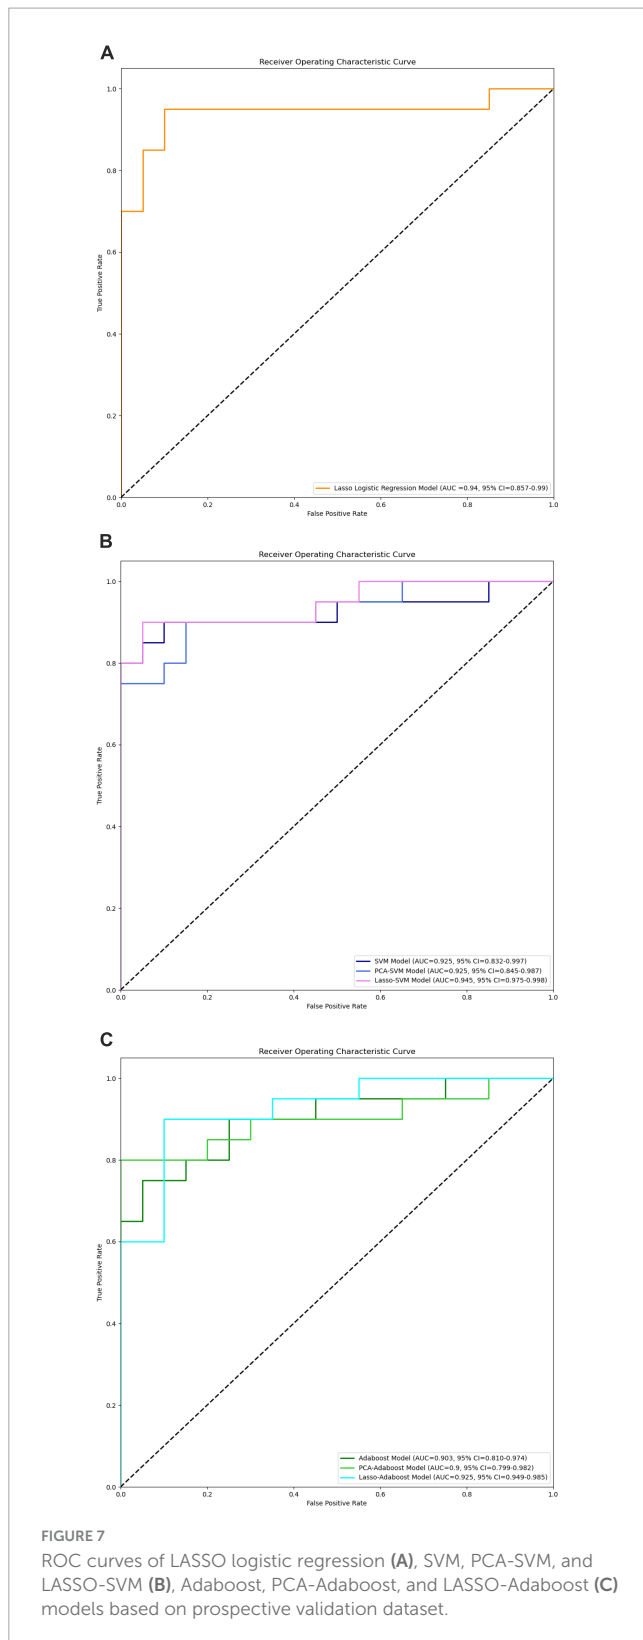 A
Receiver Operating Characteristic Curve
1.0
0.8
0.6
0.4
0.2
0.0
True Positive Rate
Lasso Logistic Regression Model (AUC =0.94, 95% CI=0.857-0.99)
0.0 0.2 0.4 0.6 0.8 1.0
False Positive Rate
B
Receiver Operating Characteristic Curve
1.0
0.8
0.6
0.4
0.2
0.0
True Positive Rate
SVM Model (AUC=0.925, 95% CI=0.832-0.997)
PCA-SVM Model (AUC=0.925, 95% CI=0.845-0.987)
Lasso-SVM Model (AUC=0.945, 95% CI=0.975-0.998)
0.0 0.2 0.4 0.6 0.8 1.0
False Positive Rate
C
Receiver Operating Characteristic Curve
1.0
0.8
0.6
0.4
0.2
0.0
True Positive Rate
Adaboost Model (AUC=0.903, 95% CI=0.810-0.974)
PCA-Adaboost Model (AUC=0.9, 95% CI=0.799-0.982)
Lasso-Adaboost Model (AUC=0.925, 95% CI=0.949-0.985)
0.0 0.2 0.4 0.6 0.8 1.0
False Positive Rate
FIGURE 7
ROC curves of LASSO logistic regression (A), SVM, PCA-SVM, and
LASSO-SVM (B), Adaboost, PCA-Adaboost, and LASSO-Adaboost (C)
models based on prospective validation dataset.